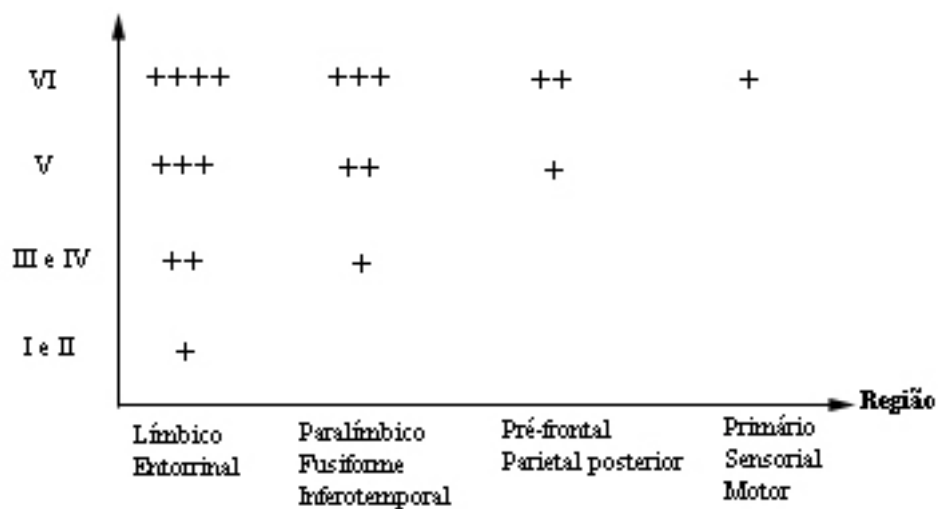 VI ++++ +++ ++ +
V +++ ++ +
III e IV ++ +
I e II +
Região
Límbico Paralímbico Pré-frontal Primário
Entorrinal Fusiforme Parietal posterior Sensorial
Inferotemporal Motor